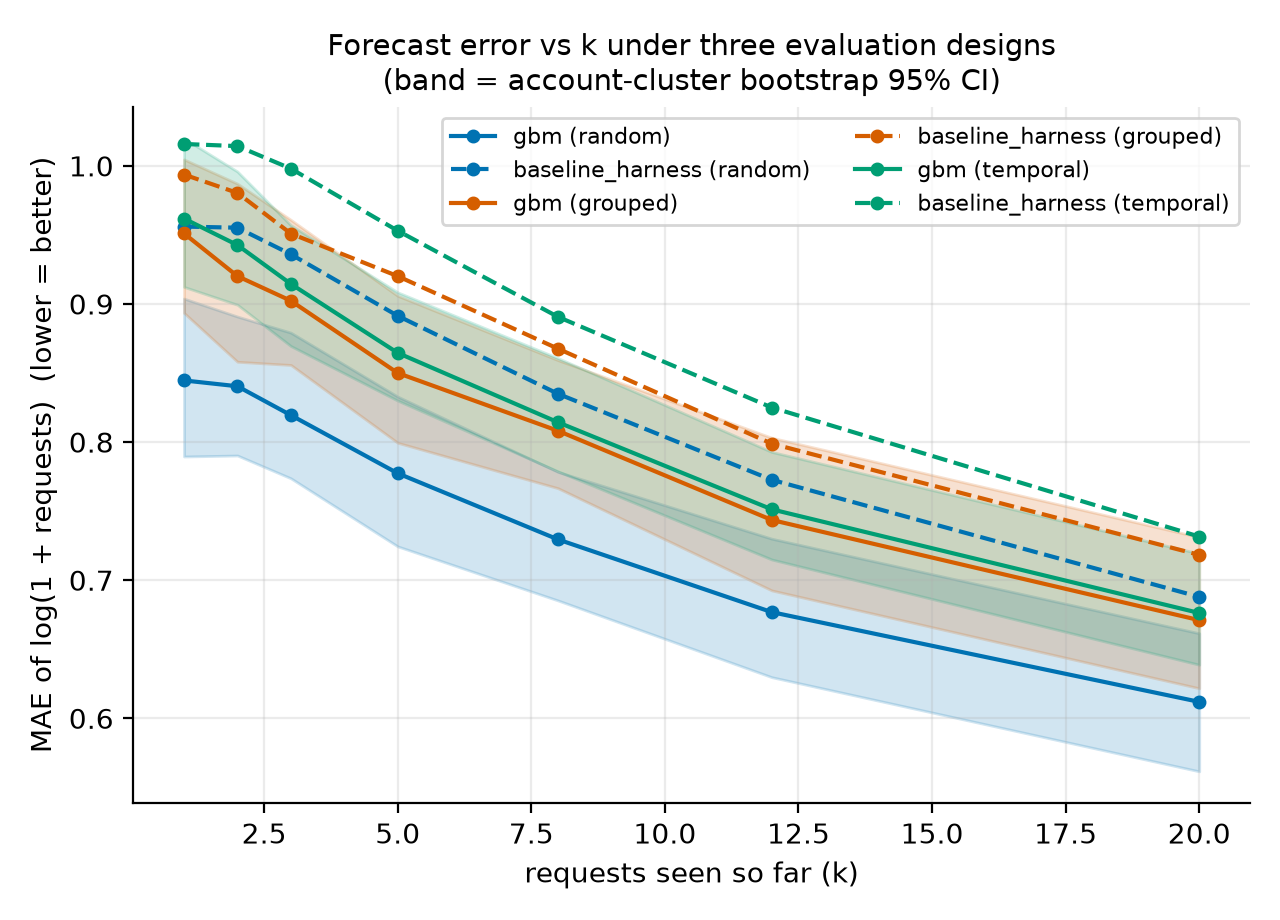 Forecast error vs k under three evaluation designs
(band = account-cluster bootstrap 95% CI)
MAE of log(1 + requests)  (lower = better)
1.0
0.9
0.8
0.7
0.6
gbm (random)
baseline_harness (random)
gbm (grouped)
baseline_harness (grouped)
gbm (temporal)
baseline_harness (temporal)
2.5
5.0
7.5
10.0
12.5
15.0
17.5
20.0
requests seen so far (k)